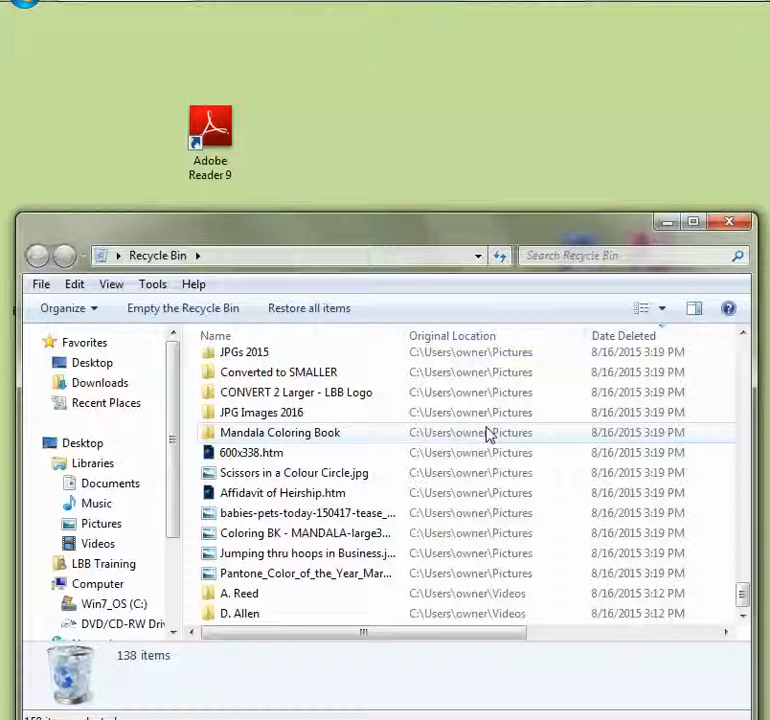 Adobe
Reader 9
Recycle Bin
Search Recycle Bin
File Edit View Tools Help
Organize Empty the Recycle Bin Restore all items
Favorites
Desktop
Downloads
Recent Places
Desktop
Libraries
Documents
Music
Pictures
Videos
LBB Training
Computer
Win7_OS (C:)
DVD/CD-RW Dri
Name Original Location Date Deleted
JPGs 2015 C:\Users\owner\Pictures 8/16/2015 3:19 PM
Converted to SMALLER C:\Users\owner\Pictures 8/16/2015 3:19 PM
CONVERT 2 Larger - LBB Logo C:\Users\owner\Pictures 8/16/2015 3:19 PM
JPG Images 2016 C:\Users\owner\Pictures 8/16/2015 3:19 PM
Mandala Coloring Book C:\Users\owner\Pictures 8/16/2015 3:19 PM
600x338.htm C:\Users\owner\Pictures 8/16/2015 3:19 PM
Scissors in a Colour Circle.jpg C:\Users\owner\Pictures 8/16/2015 3:19 PM
Affidavit of Heirship.htm C:\Users\owner\Pictures 8/16/2015 3:19 PM
babies-pets-today-150417-tease_... C:\Users\owner\Pictures 8/16/2015 3:19 PM
Coloring BK - MANDALA-large3... C:\Users\owner\Pictures 8/16/2015 3:19 PM
Jumping thru hoops in Business.j... C:\Users\owner\Pictures 8/16/2015 3:19 PM
Pantone_Color_of_the_Year_Mar... C:\Users\owner\Pictures 8/16/2015 3:19 PM
A. Reed C:\Users\owner\Videos 8/16/2015 3:12 PM
D. Allen C:\Users\owner\Videos 8/16/2015 3:12 PM
138 items